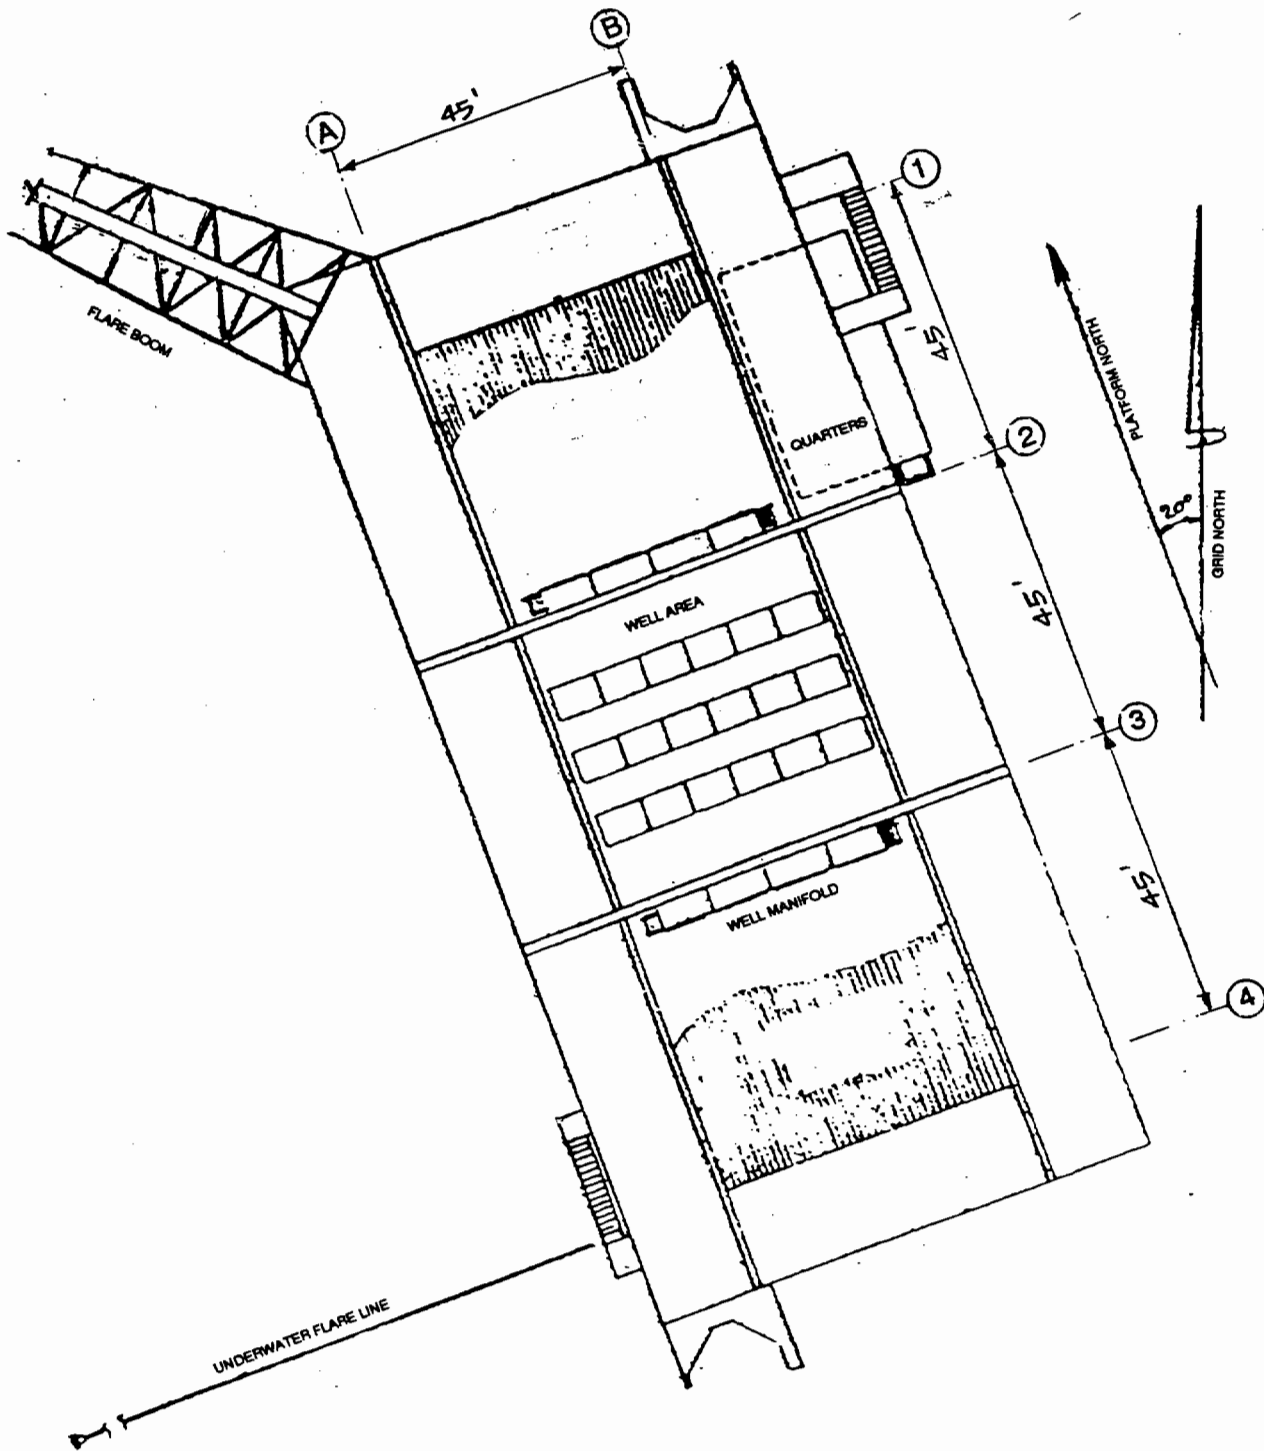 B
45'
A
1
FLARE BOOM
45'
PLATFORM NORTH
QUARTERS
2
20°
GRID NORTH
WELL AREA
45'
3
WELL MANIFOLD
45'
4
UNDERWATER FLARE LINE